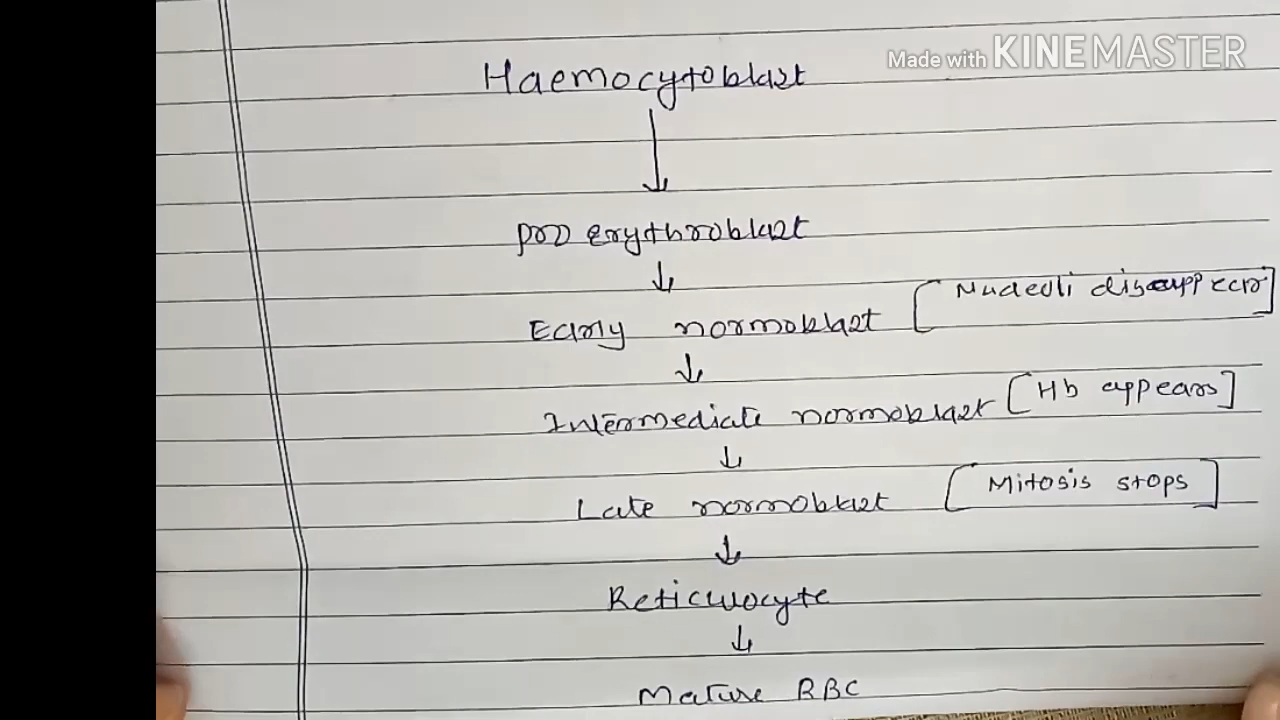 Made with KINEMASTER
Haemocytoblast
pro erythroblast
Early normoblast [Nucleoli disappear]
Intermediate normoblast [Hb appears]
Late normoblast [Mitosis stops]
Reticulocyte
Mature RBC